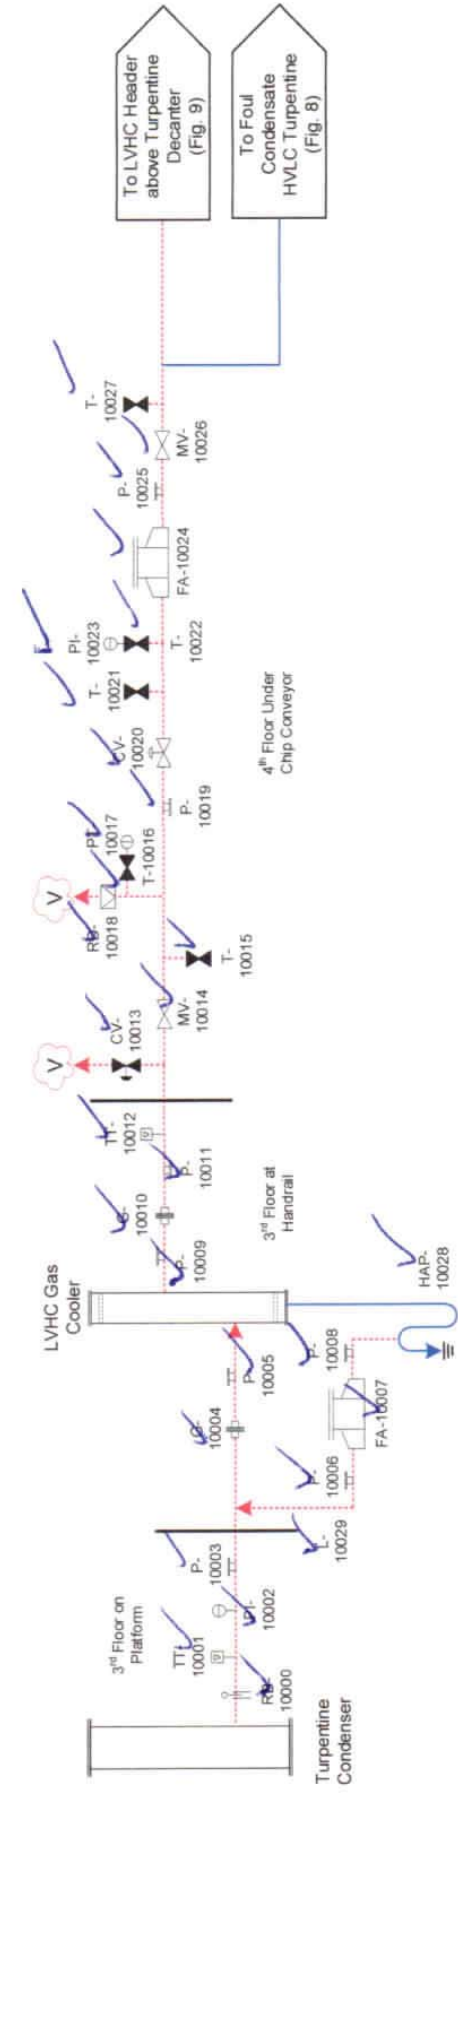 To LVHC Header
above Turpentine
Decanter
(Fig. 9)
To Foul
Condensate
HVLC Turpentine
(Fig. 8)
T-
10027
MV-
10026
P-
10025
FA-10024
PI-
10023
T-
10022
T-
10021
CV-
10020
4th Floor Under
Chip Conveyor
P-
10019
PI-
10017
T-10016
V
RD-
10018
T-
10015
MV-
10014
V
CV-
10013
TT-
10012
P-
10011
10010
3rd Floor at
Handrail
P-
10009
LVHC Gas
Cooler
HAP-
10028
P-
10008
P-
10005
FA-10007
10004
P-
10006
L-
10029
P-
10003
PI-
10002
3rd Floor on
Platform
TT-
10001
10000
Turpentine
Condenser